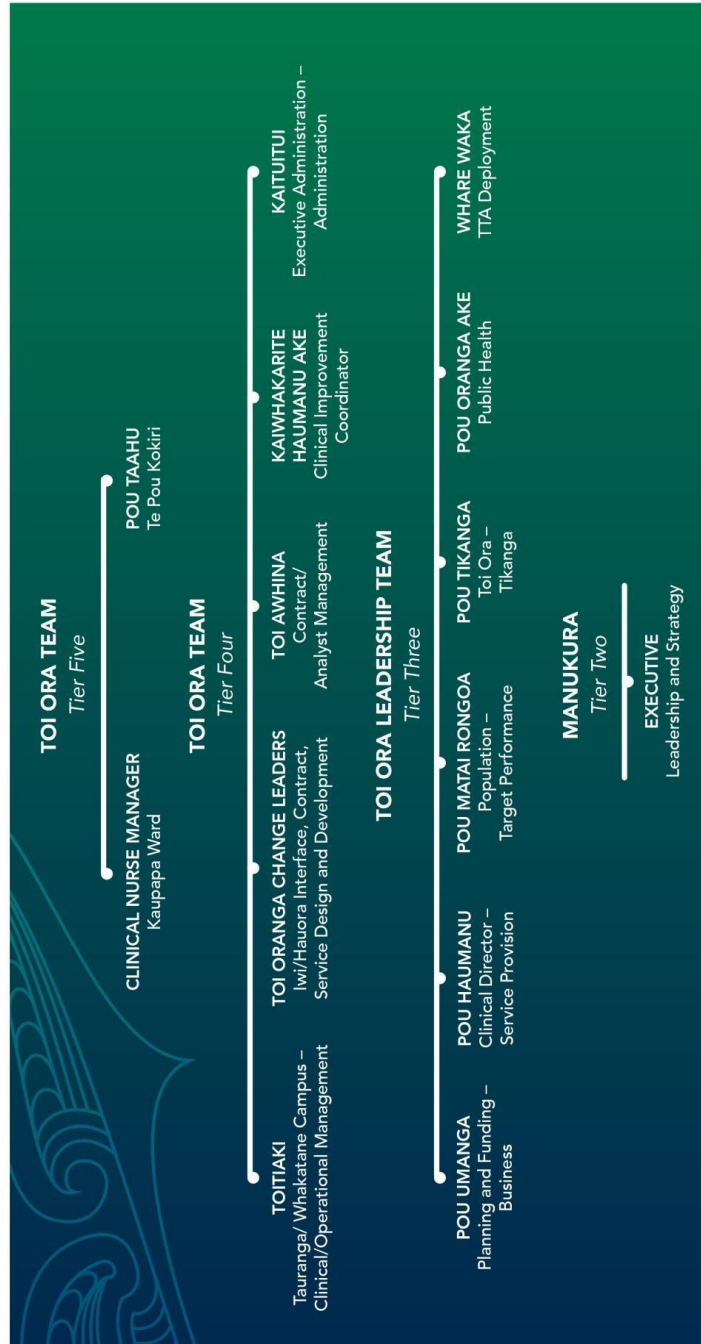 TOI ORA TEAM
Tier Five
CLINICAL NURSE MANAGER
Kaupapa Ward
POU TAAHU
Te Pou Kokiri
TOI ORA TEAM
Tier Four
TOITIAKI
Tauranga/ Whakatane Campus –
Clinical/Operational Management
TOI ORANGA CHANGE LEADERS
Iwi/Hauora Interface, Contract,
Service Design and Development
TOI AWHINA
Contract/
Analyst Management
KAIWHAKARITE
HAUMANU AKE
Clinical Improvement
Coordinator
KAITUITUI
Executive Administration –
Administration
TOI ORA LEADERSHIP TEAM
Tier Three
POU UMANGA
Planning and Funding –
Business
POU HAUMANU
Clinical Director –
Service Provision
POU MATAI RONGOA
Population –
Target Performance
POU TIKANGA
Toi Ora –
Tikanga
POU ORANGA AKE
Public Health
WHARE WAKA
TTA Deployment
MANUKURA
Tier Two
EXECUTIVE
Leadership and Strategy